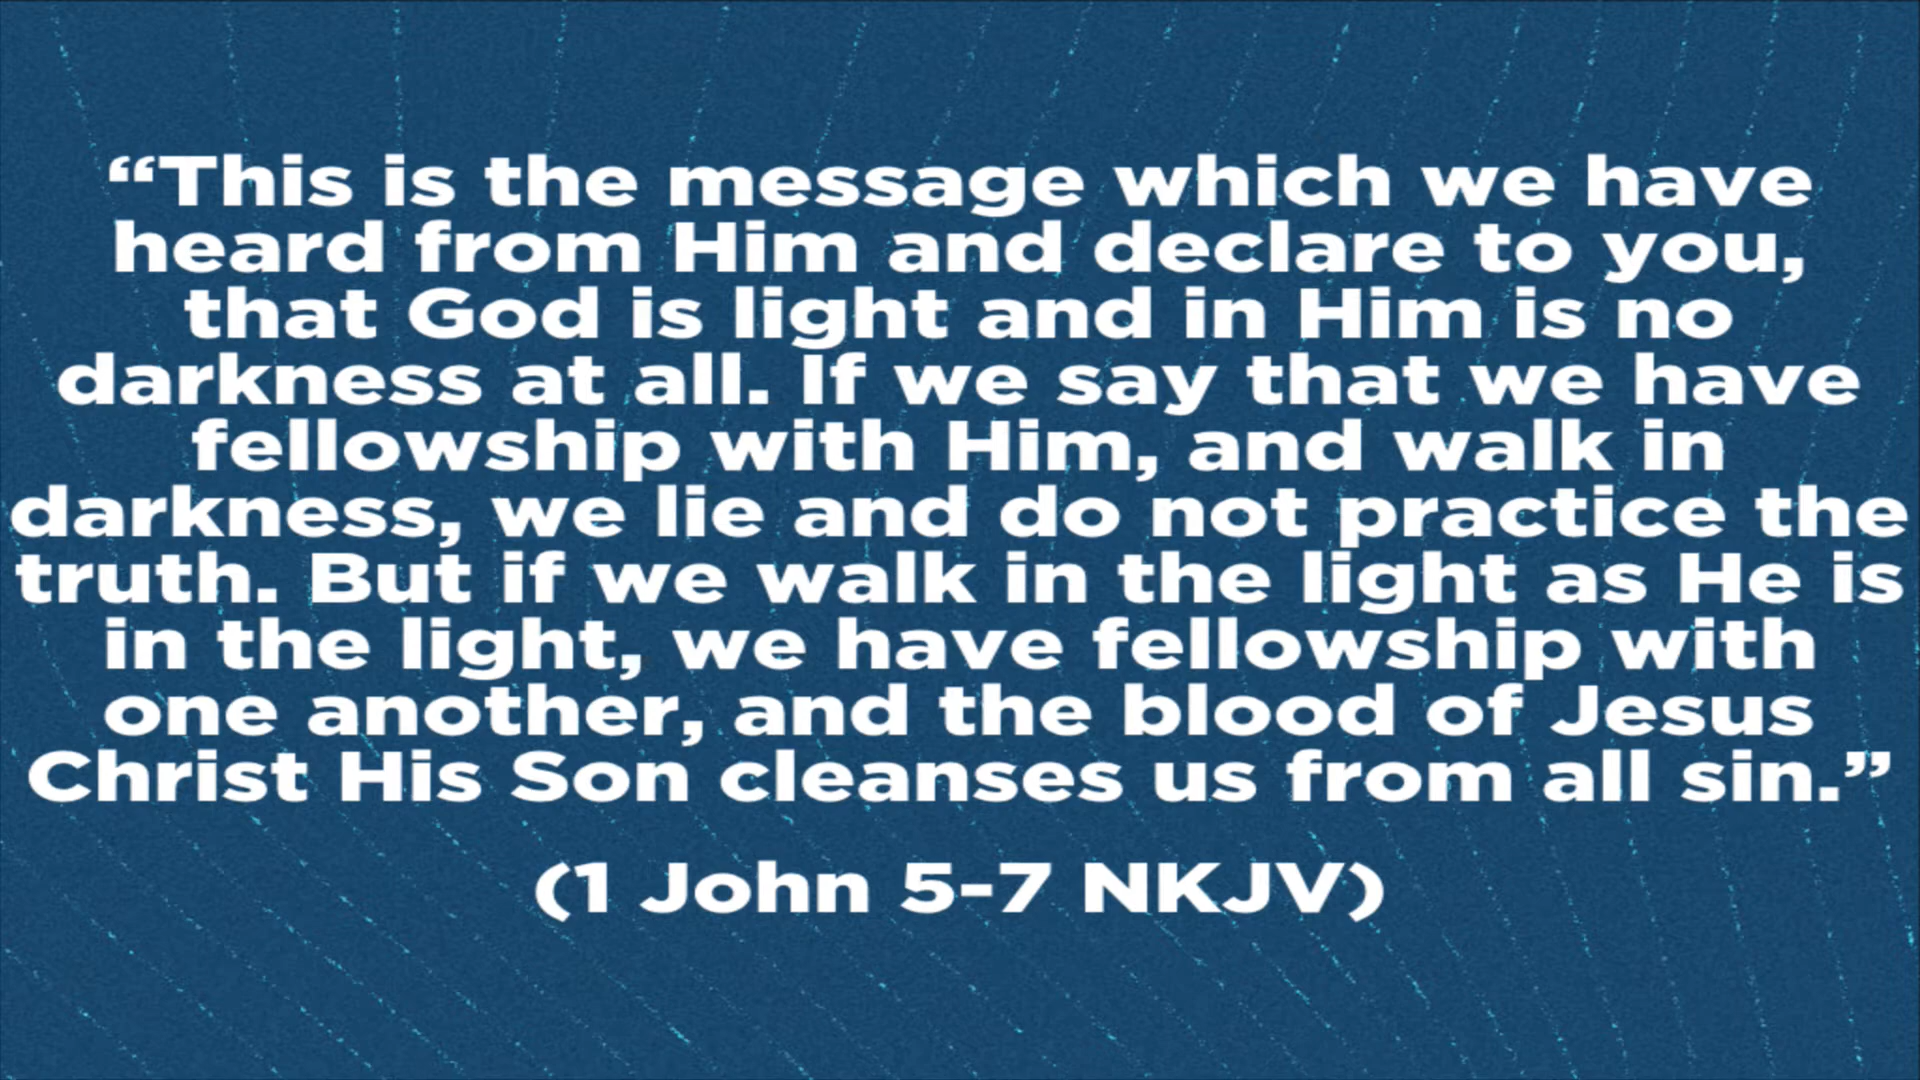 “This is the message which we have
heard from Him and declare to you,
that God is light and in Him is no
darkness at all. If we say that we have
fellowship with Him, and walk in
darkness, we lie and do not practice the
truth. But if we walk in the light as He is
in the light, we have fellowship with
one another, and the blood of Jesus
Christ His Son cleanses us from all sin.”
(1 John 5-7 NKJV)